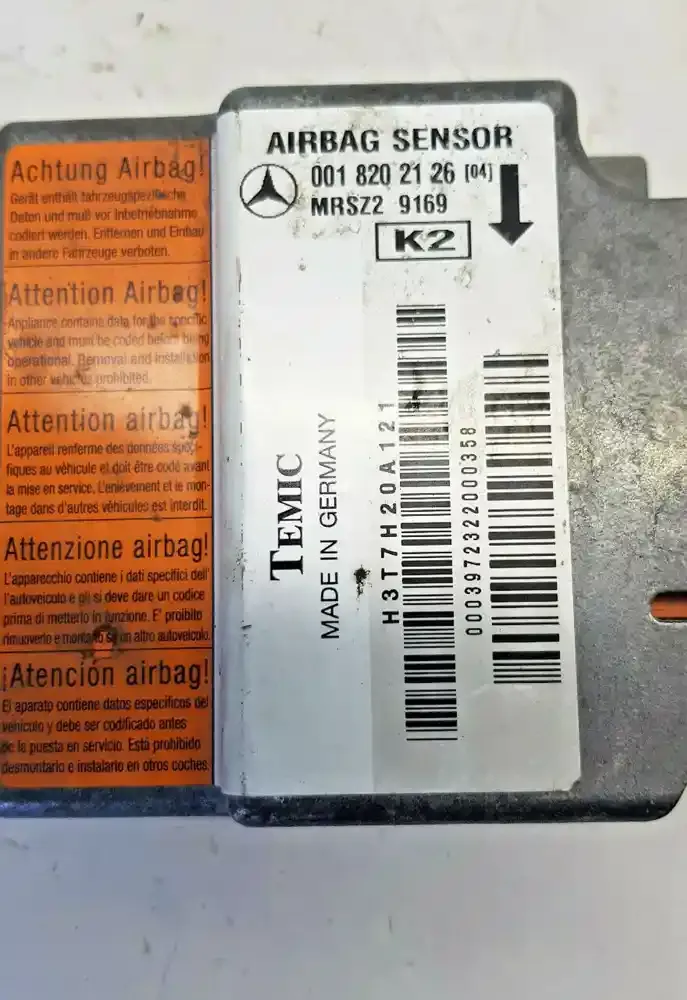 Achtung Airbag!
Gerät enthält fahrzeugspezifische
Daten und muß vor Inbetriebnahme
codiert werden. Entfernen und Einbau
in andere Fahrzeuge verboten.
Attention Airbag!
Appliance contains data for the specific
vehicle and must be coded before being
operational. Removal and installation
in other vehicles prohibited.
Attention airbag!
L'appareil renferme des données spéci-
fiques au véhicule et doit être codé avant
la mise en service. L'enlèvement et le mon-
tage dans d'autres véhicules est interdit.
Attenzione airbag!
L'apparecchio contiene i dati specifici dell'
l'autoveicolo e gli si deve dare un codice
prima di metterlo in funzione. E' proibito
rimuoverlo e montarlo su un altro autoveicolo.
¡Atención airbag!
El aparato contiene datos específicos del
vehículo y debe ser codificado antes
de la puesta en servicio. Está prohibido
desmontarlo e instalarlo en otros coches.
AIRBAG SENSOR
001 820 21 26 [04]
MRSZ2 9169
K2
TEMIC
MADE IN GERMANY
H3T7H20A121
0003972322000358